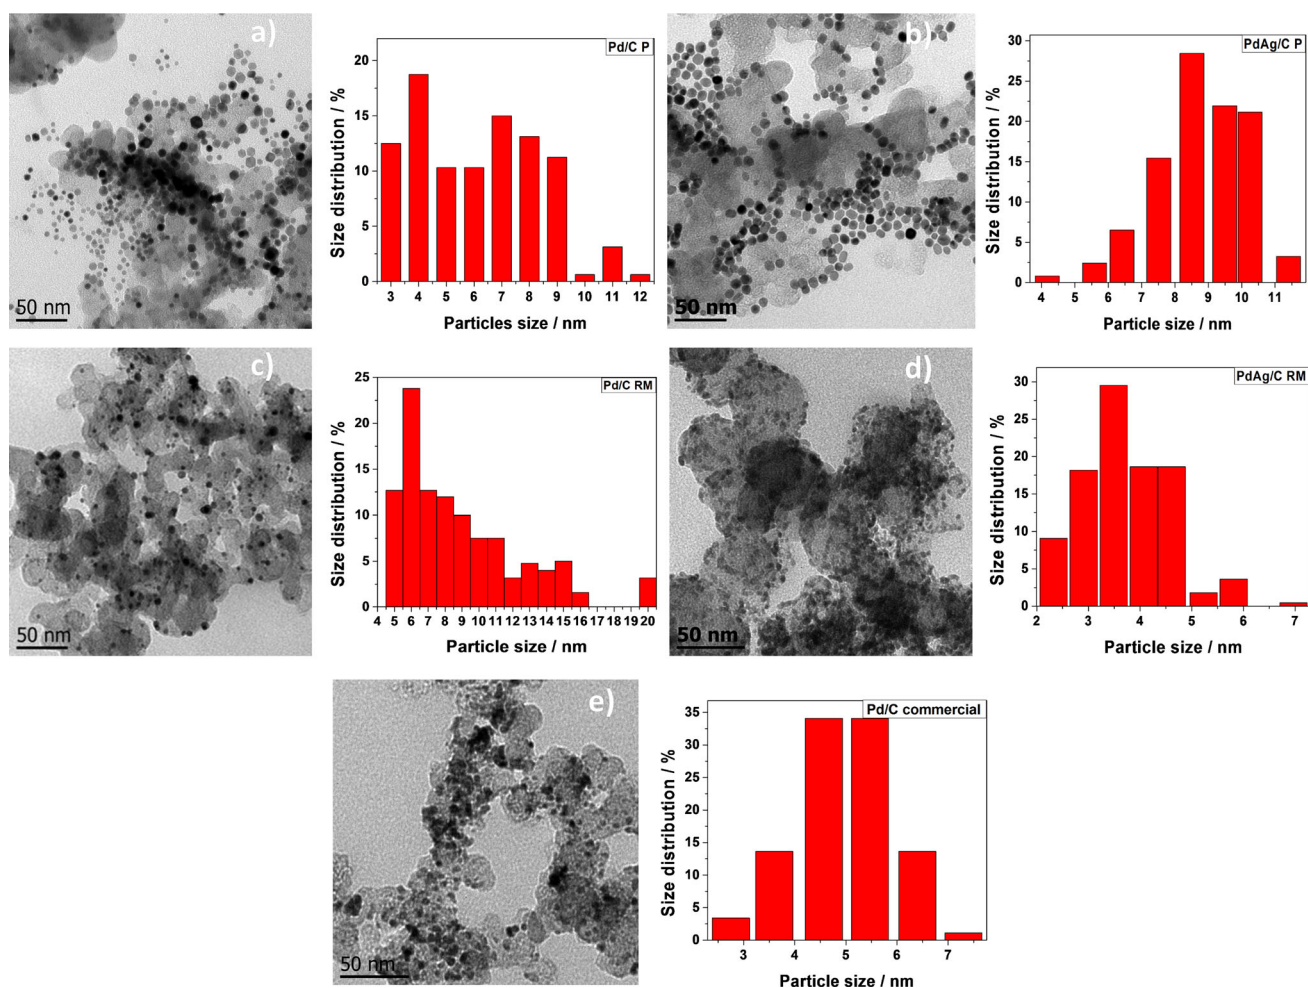 a)
50 nm
Pd/C P
Size distribution / %
20
15
10
5
0
3 4 5 6 7 8 9 10 11 12
Particles size / nm
b)
50 nm
PdAg/C P
Size distribution / %
30
25
20
15
10
5
0
4 5 6 7 8 9 10 11
Particle size / nm
c)
50 nm
Pd/C RM
Size distribution / %
25
20
15
10
5
0
4 5 6 7 8 9 10 11 12 13 14 15 16 17 18 19 20
Particle size / nm
d)
50 nm
PdAg/C RM
Size distribution / %
30
25
20
15
10
5
0
2 3 4 5 6 7
Particle size / nm
e)
50 nm
Pd/C commercial
Size distribution / %
35
30
25
20
15
10
5
0
3 4 5 6 7
Particle size / nm